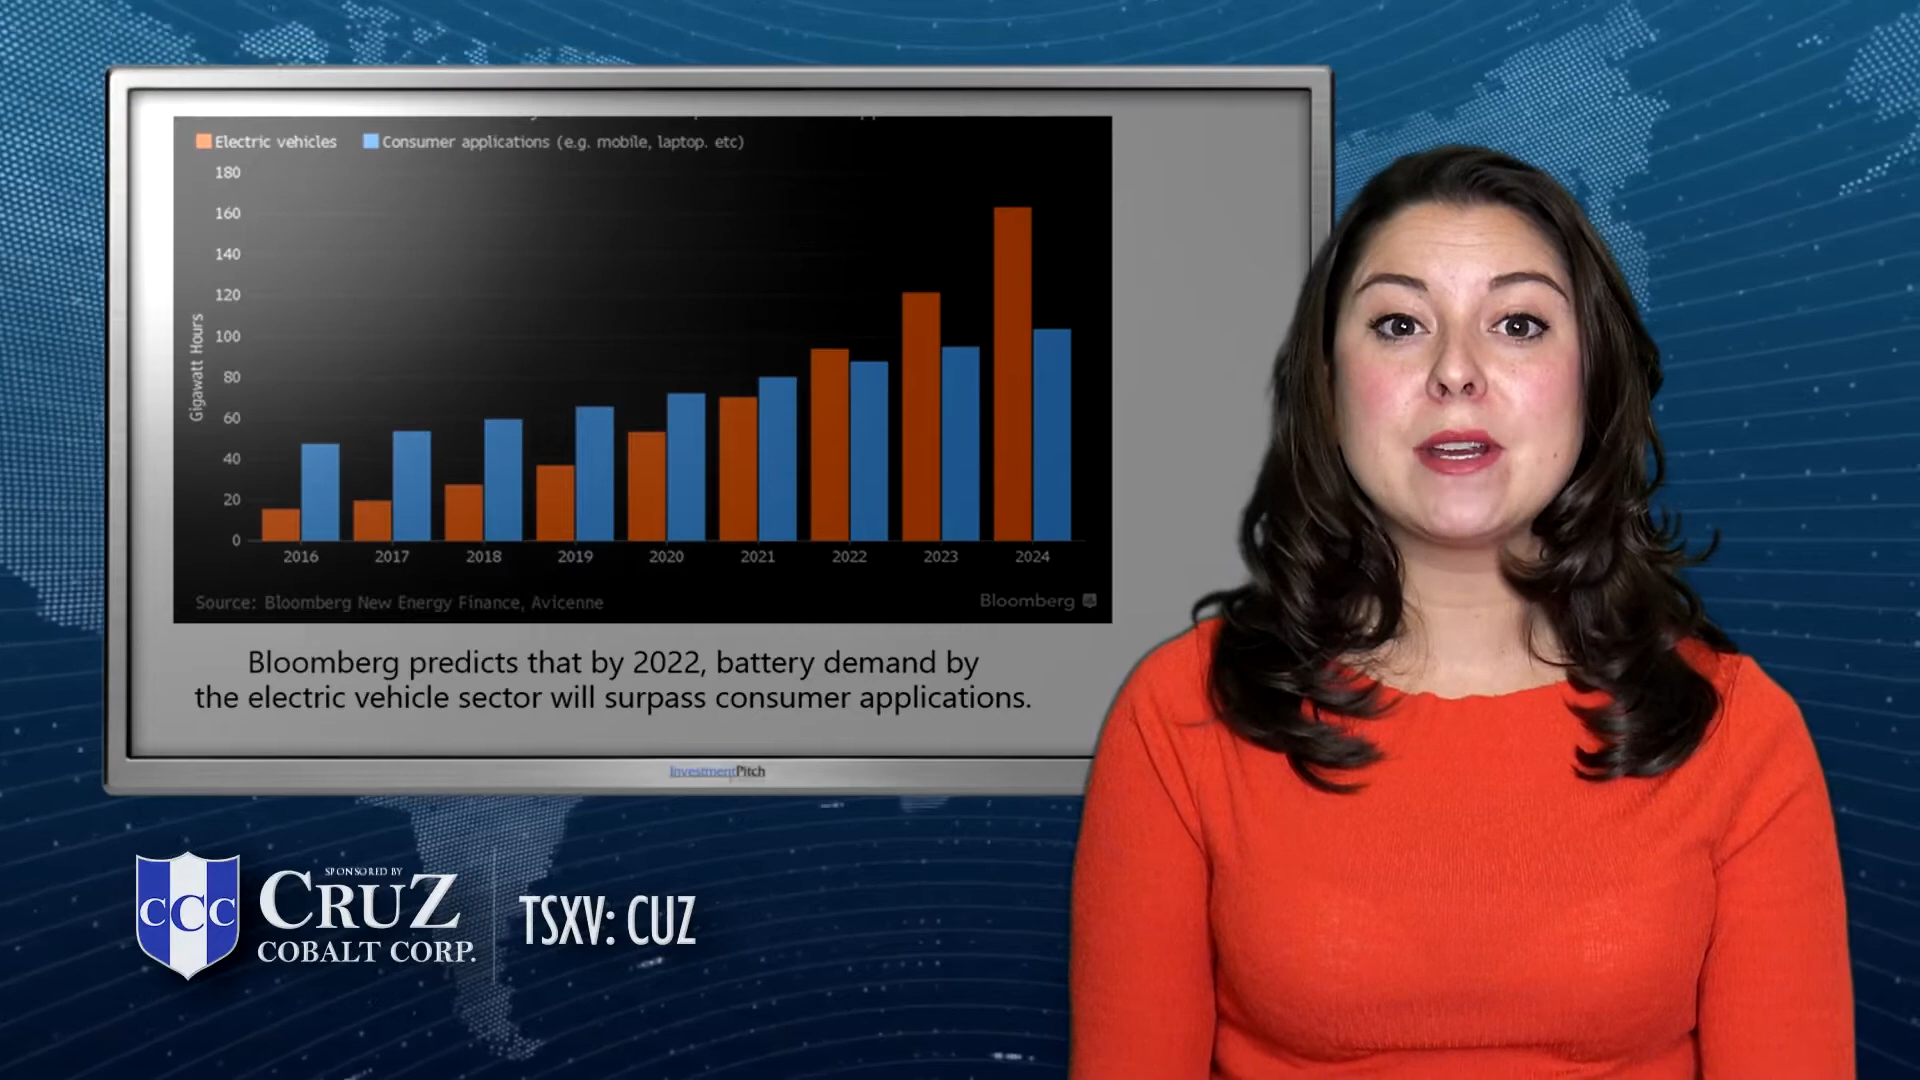 Electric vehicles Consumer applications (e.g. mobile, laptop. etc)
180
160
140
120
100
80
60
40
20
0
Gigawatt Hours
2016 2017 2018 2019 2020 2021 2022 2023 2024
Source: Bloomberg New Energy Finance, Avicenne
Bloomberg
Bloomberg predicts that by 2022, battery demand by
the electric vehicle sector will surpass consumer applications.
InvestmentPitch
SPONSORED BY
CCC
CRUZ
COBALT CORP.
TSXV: CUZ